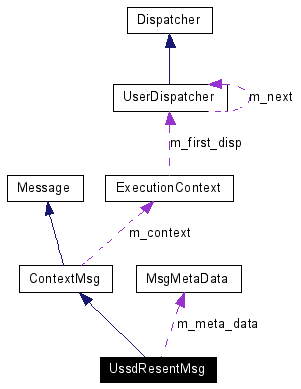 Dispatcher
UserDispatcher
m_next
m_first_disp
Message
ExecutionContext
m_context
ContextMsg
MsgMetaData
m_meta_data
UssdResentMsg